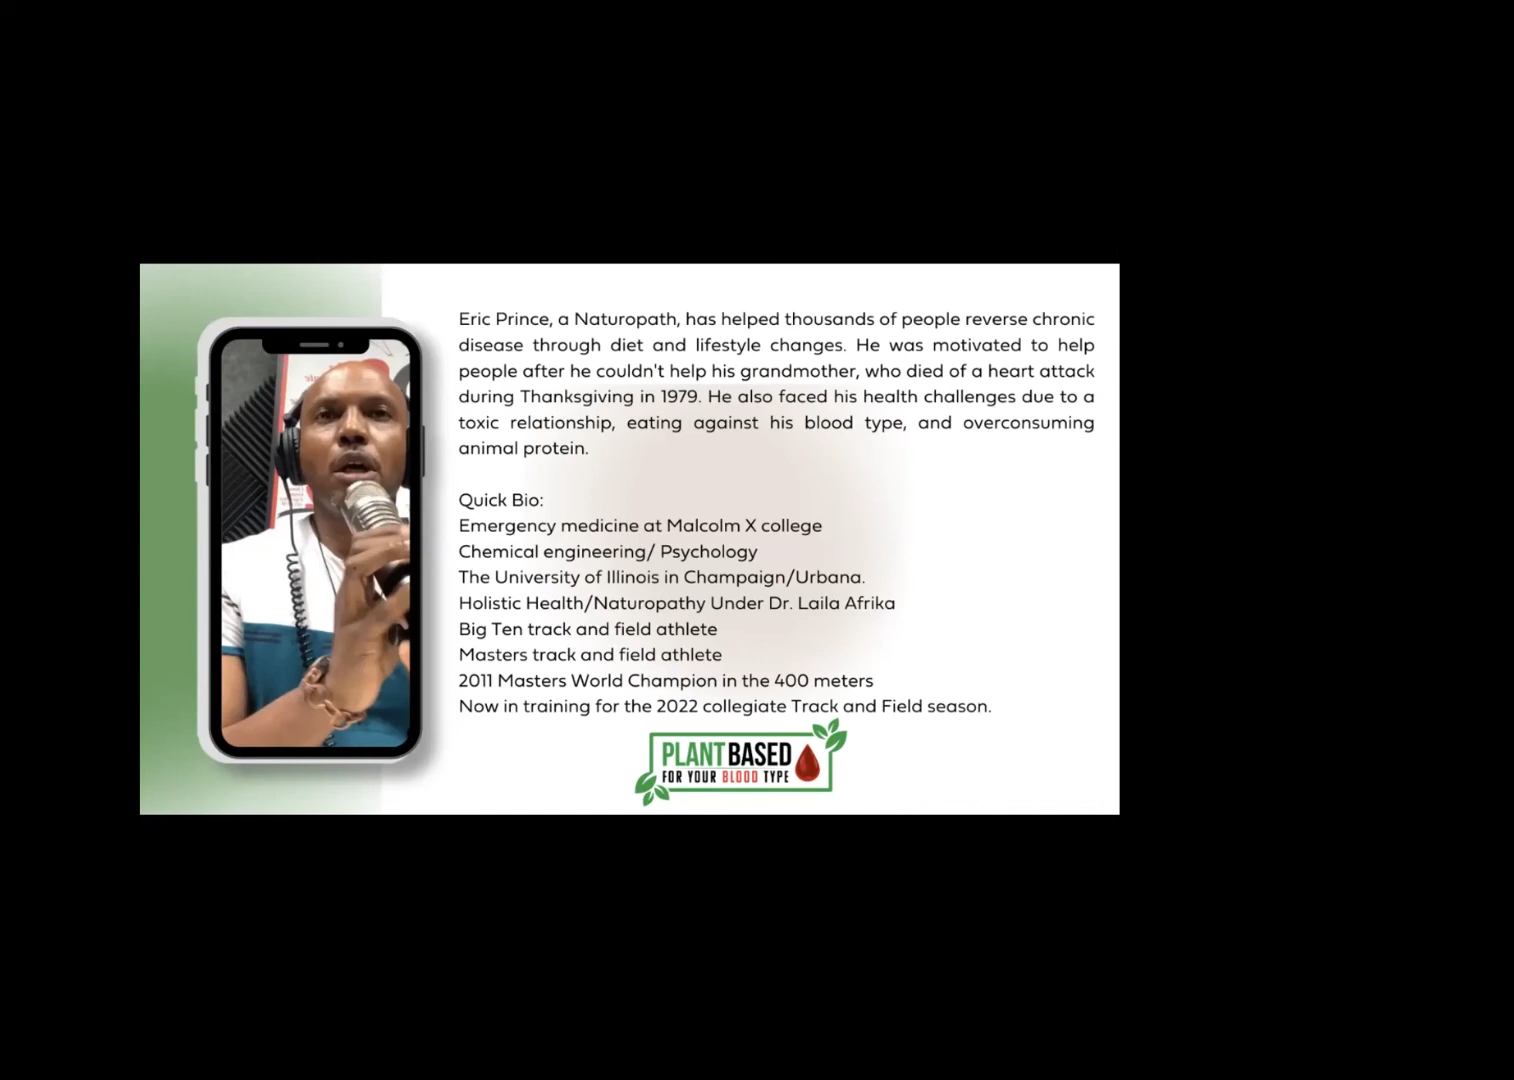 Eric Prince, a Naturopath, has helped thousands of people reverse chronic
disease through diet and lifestyle changes. He was motivated to help
people after he couldn't help his grandmother, who died of a heart attack
during Thanksgiving in 1979. He also faced his health challenges due to a
toxic relationship, eating against his blood type, and overconsuming
animal protein.
Quick Bio:
Emergency medicine at Malcolm X college
Chemical engineering/ Psychology
The University of Illinois in Champaign/Urbana.
Holistic Health/Naturopathy Under Dr. Laila Afrika
Big Ten track and field athlete
Masters track and field athlete
2011 Masters World Champion in the 400 meters
Now in training for the 2022 collegiate Track and Field season.
PLANT BASED
FOR YOUR BLOOD TYPE